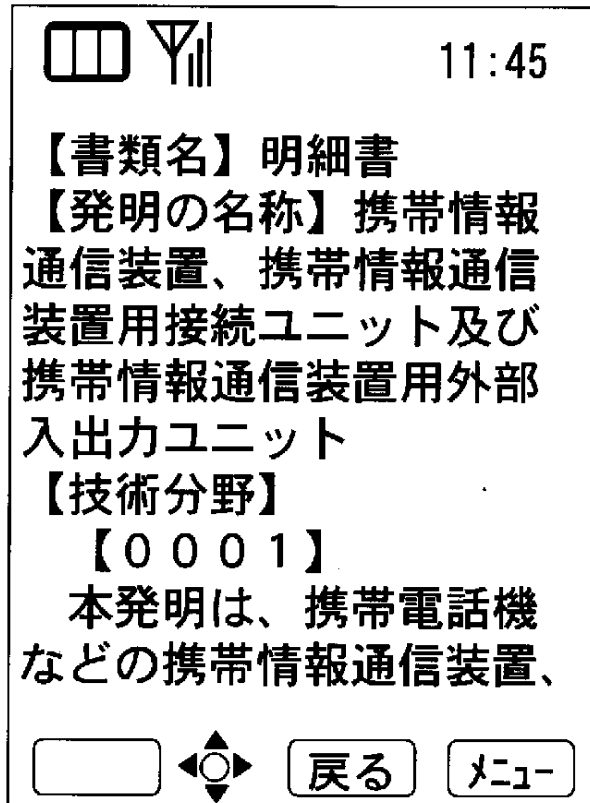 11:45
【書類名】明細書
【発明の名称】携帯情報
通信装置、携帯情報通信
装置用接続ユニット及び
携帯情報通信装置用外部
入出力ユニット
【技術分野】
【０００１】
本発明は、携帯電話機
などの携帯情報通信装置、
戻る ﾒﾆｭｰ